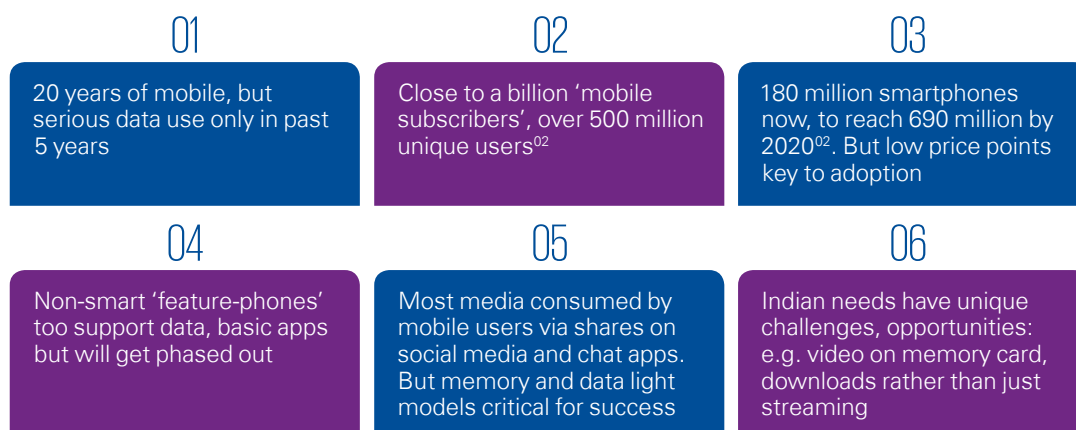 01
20 years of mobile, but
serious data use only in past
5 years
02
Close to a billion ‘mobile
subscribers’, over 500 million
unique users02
03
180 million smartphones
now, to reach 690 million by
202002. But low price points
key to adoption
04
Non-smart ‘feature-phones’
too support data, basic apps
but will get phased out
05
Most media consumed by
mobile users via shares on
social media and chat apps.
But memory and data light
models critical for success
06
Indian needs have unique
challenges, opportunities:
e.g. video on memory card,
downloads rather than just
streaming